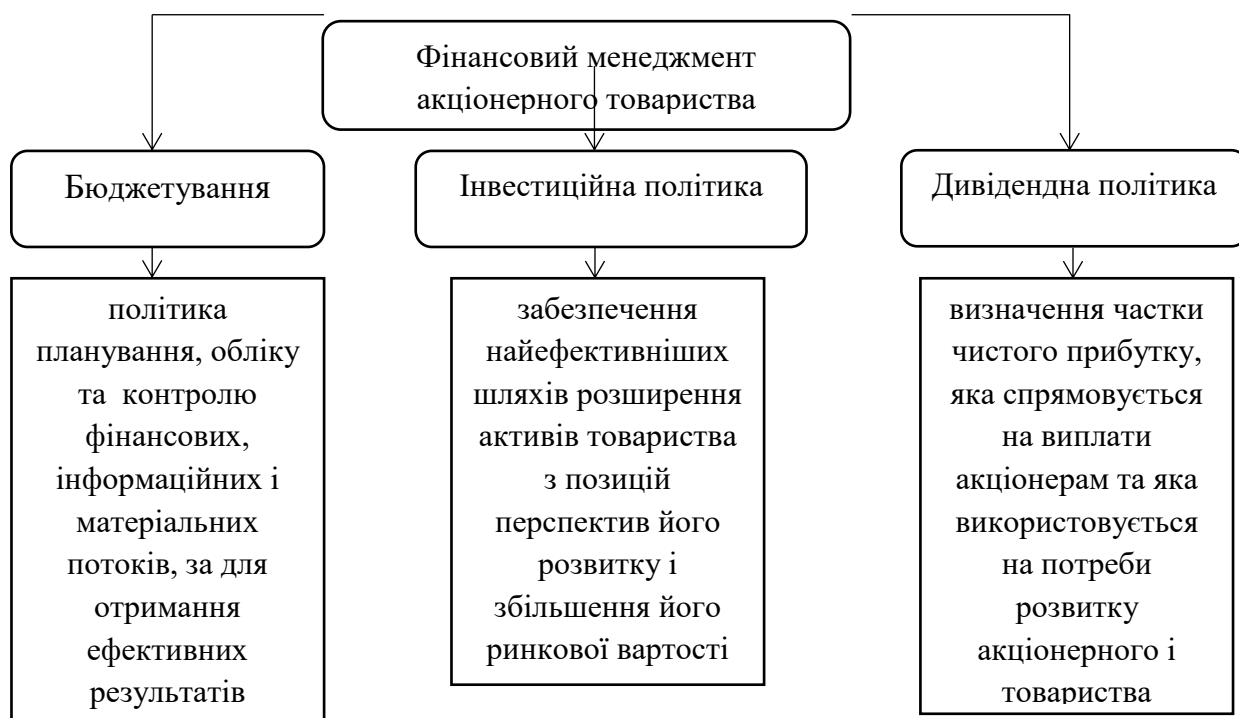 Фінансовий менеджмент
акціонерного товариства
Бюджетування
Інвестиційна політика
Дивідендна політика
політика
планування, обліку
та контролю
фінансових,
інформаційних і
матеріальних
потоків, за для
отримання
ефективних
результатів
забезпечення
найефективніших
шляхів розширення
активів товариства
з позицій
перспектив його
розвитку і
збільшення його
ринкової вартості
визначення частки
чистого прибутку,
яка спрямовується
на виплати
акціонерам та яка
використовується
на потреби
розвитку
акціонерного і
товариства